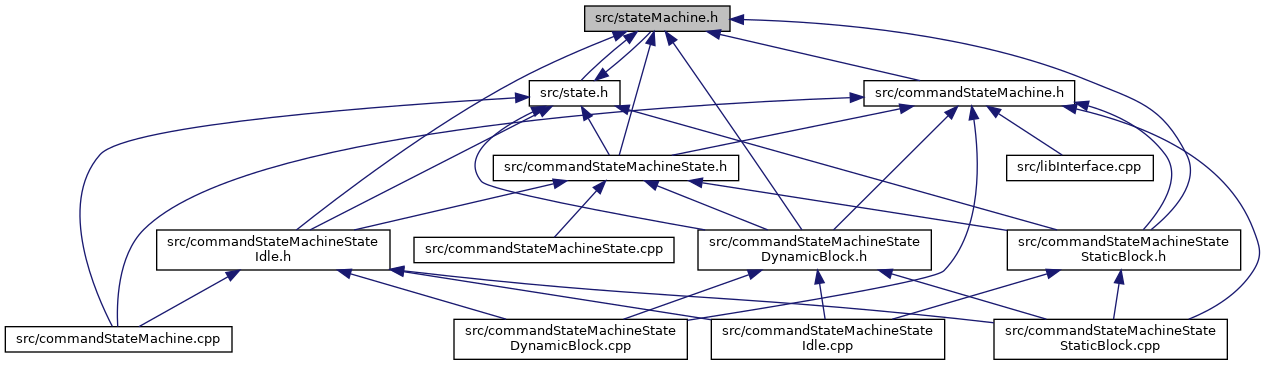 src/stateMachine.h
src/state.h
src/commandStateMachine.h
src/commandStateMachineState.h
src/libInterface.cpp
src/commandStateMachineState
Idle.h
src/commandStateMachineState.cpp
src/commandStateMachineState
DynamicBlock.h
src/commandStateMachineState
StaticBlock.h
src/commandStateMachine.cpp
src/commandStateMachineState
DynamicBlock.cpp
src/commandStateMachineState
Idle.cpp
src/commandStateMachineState
StaticBlock.cpp